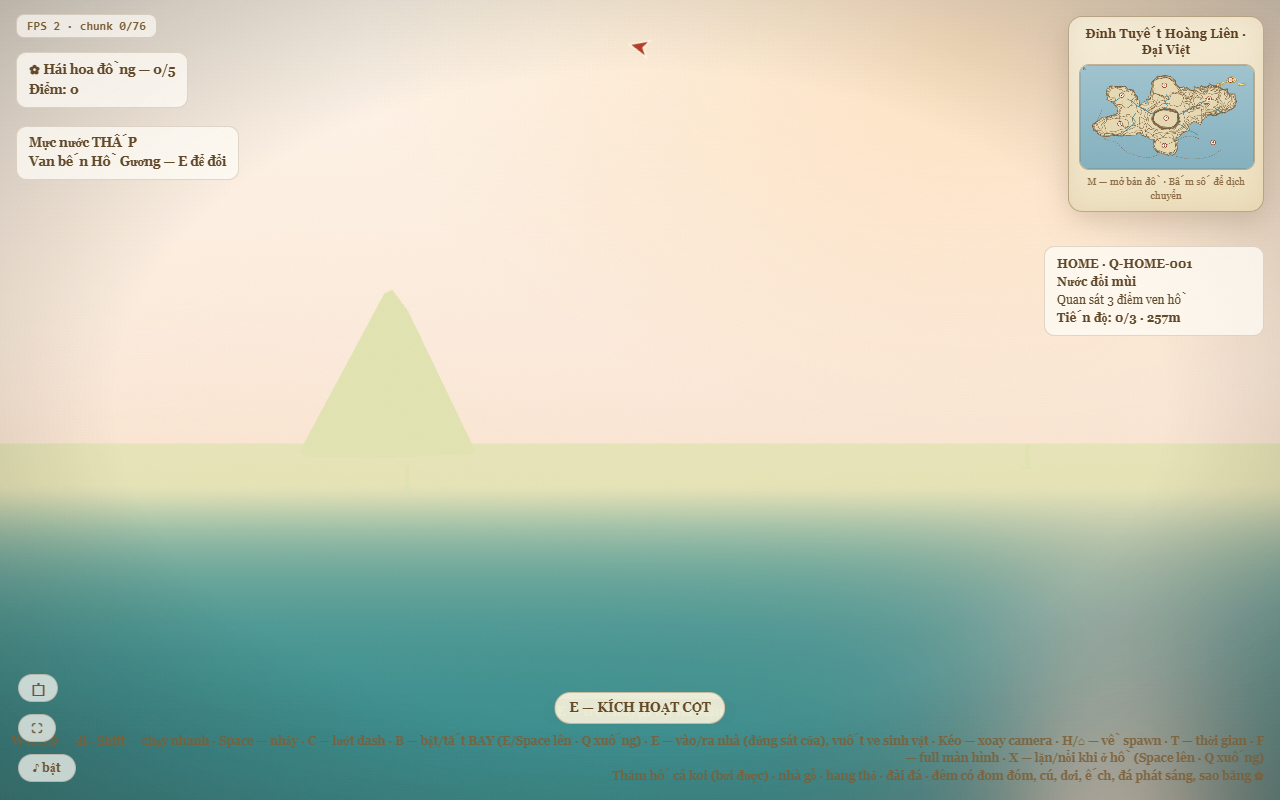 FPS 2 · chunk 0/76
✿ Hái hoa đồng — 0/5
Điểm: 0
Mực nước THẤP
Van bến Hồ Gương — E để đổi
Đỉnh Tuyết Hoàng Liên ·
Đại Việt
M — mở bản đồ · Bấm số để dịch
chuyển
HOME · Q-HOME-001
Nước đổi mùi
Quan sát 3 điểm ven hồ
Tiến độ: 0/3 · 257m
E — KÍCH HOẠT CỘT
Shift — chạy nhanh · Space — nhảy · C — lướt dash · B — bật/tắt BAY (E/Space lên · Q xuống) · E — vào/ra nhà (đứng sát cửa), vuốt ve sinh vật · Kéo — xoay camera · H/⌂ — về spawn · T — thời gian · F
— full màn hình · X — lặn/nổi khi ở hồ (Space lên · Q xuống)
Thăm hồ cá koi (bơi được) · nhà gỗ · hang thỏ · đài đá · đêm có đom đóm, cú, dơi, ếch, đá phát sáng, sao băng ✿
♪ bật